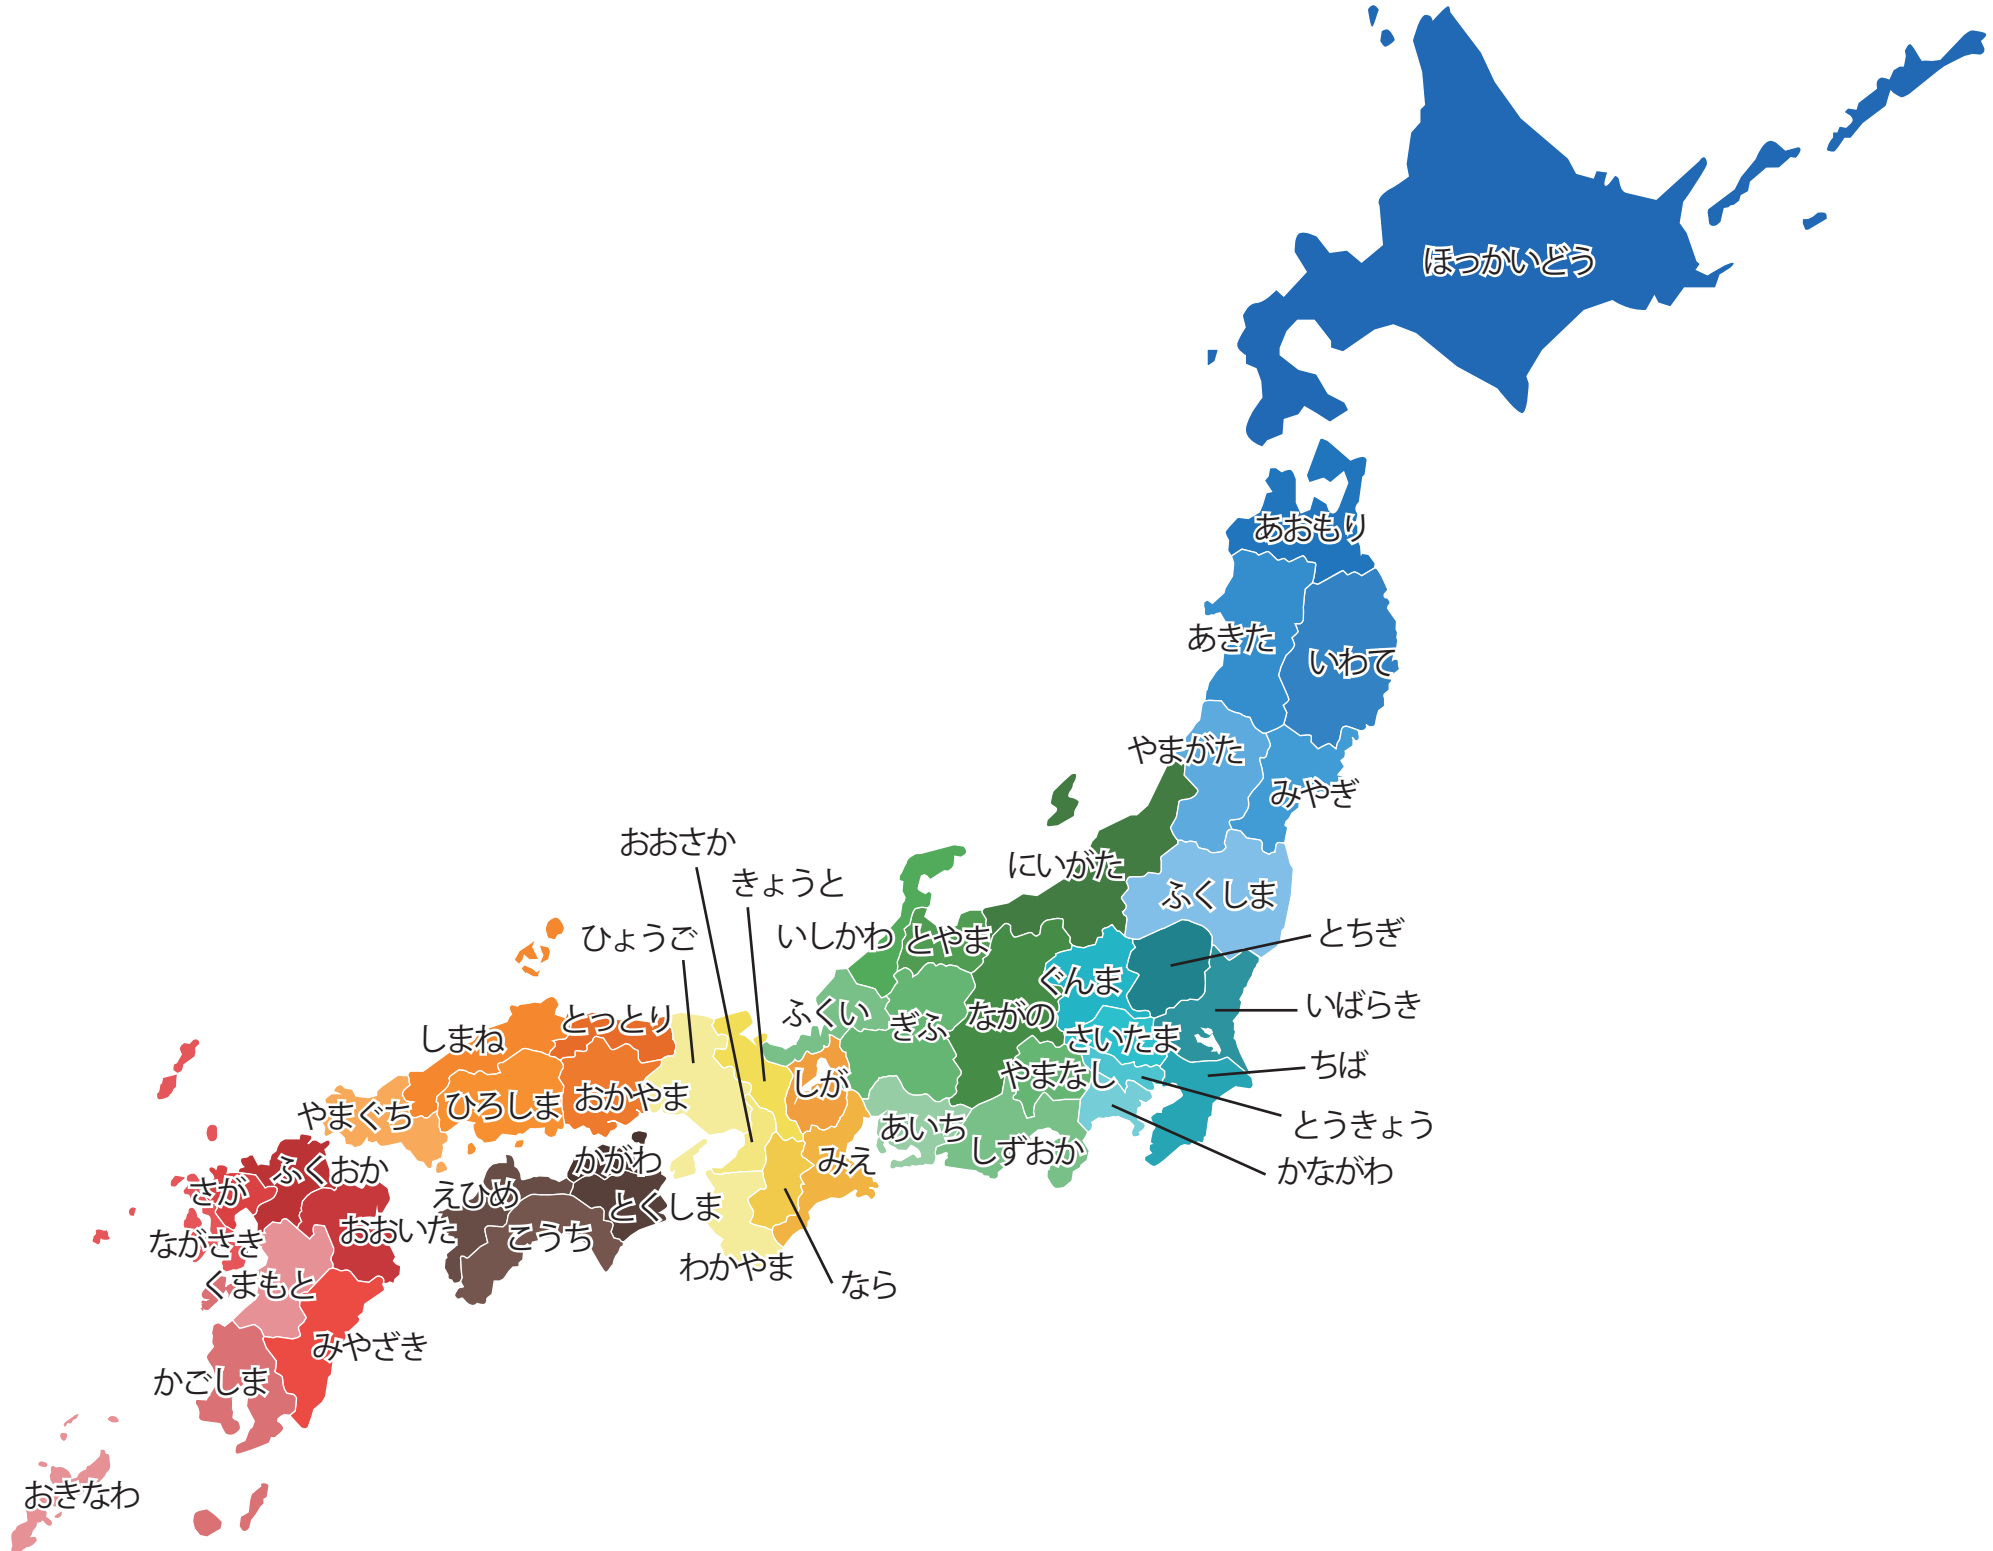 ほっかいどう
あおもり
あきた
いわて
やまがた
みやぎ
ふくしま
にいがた
おおさか
きょうと
ひょうご
いしかわ
とやま
とちぎ
ぐんま
いばらき
ふくい
ぎふ
ながの
さいたま
ちば
とっとり
しまね
しが
やまなし
とうきょう
かながわ
おかやま
ひろしま
やまぐち
あいち
しずおか
みえ
かがわ
えひめ
とくしま
こうち
わかやま
なら
ふくおか
さが
おおいた
ながさき
くまもと
みやざき
かごしま
おきなわ